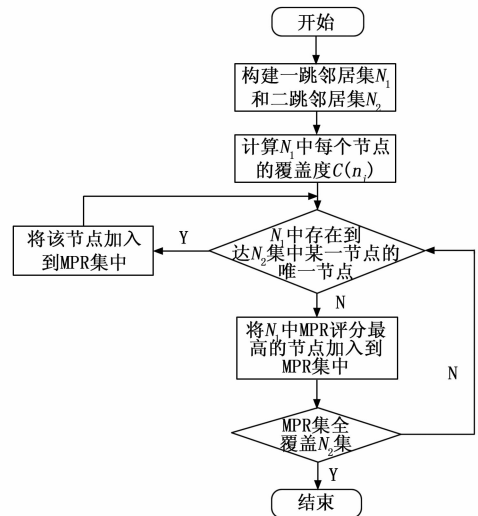 开始
构建一跳邻居集N₁
和二跳邻居集N₂
计算N₁中每个节点
的覆盖度C(nᵢ)
将该节点加入
到MPR集中
Y
N₁中存在到
达N₂集中某一节点的
唯一节点
N
将N₁中MPR评分最
高的节点加入到
MPR集中
N
MPR集全
覆盖N₂集
Y
结束